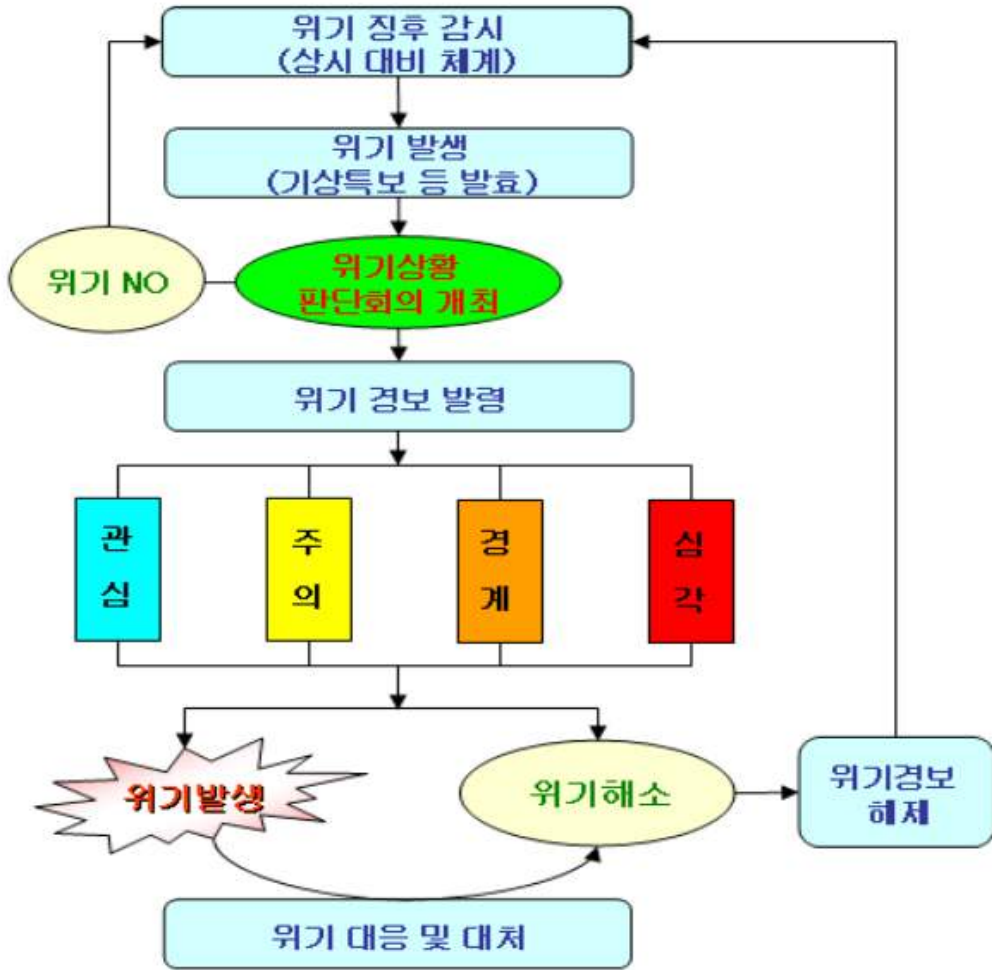 위기 징후 감시
(상시 대비 체계)
위기 발생
(기상특보 등 발효)
위기 NO
위기상황
판단회의 개최
위기 경보 발령
관심
주의
경계
심각
위기발생
위기해소
위기경보
해제
위기 대응 및 대처